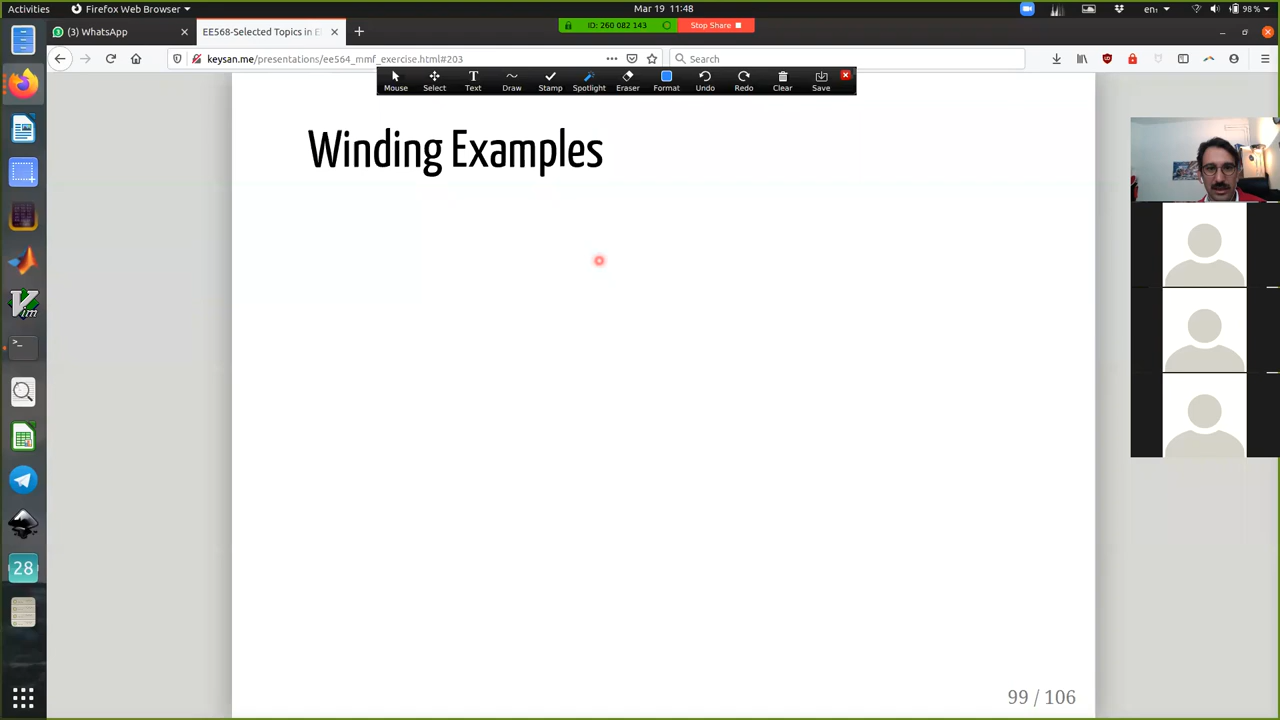 Activities
Firefox Web Browser
Mar 19 11:48
en
98 %
ID: 260 082 143
Stop Share
(3) WhatsApp
EE568-Selected Topics in E
keysan.me/presentations/ee564_mmf_exercise.html#203
Search
Mouse
Select
Text
Draw
Stamp
Spotlight
Eraser
Format
Undo
Redo
Clear
Save
Winding Examples
Vim
28
99 / 106